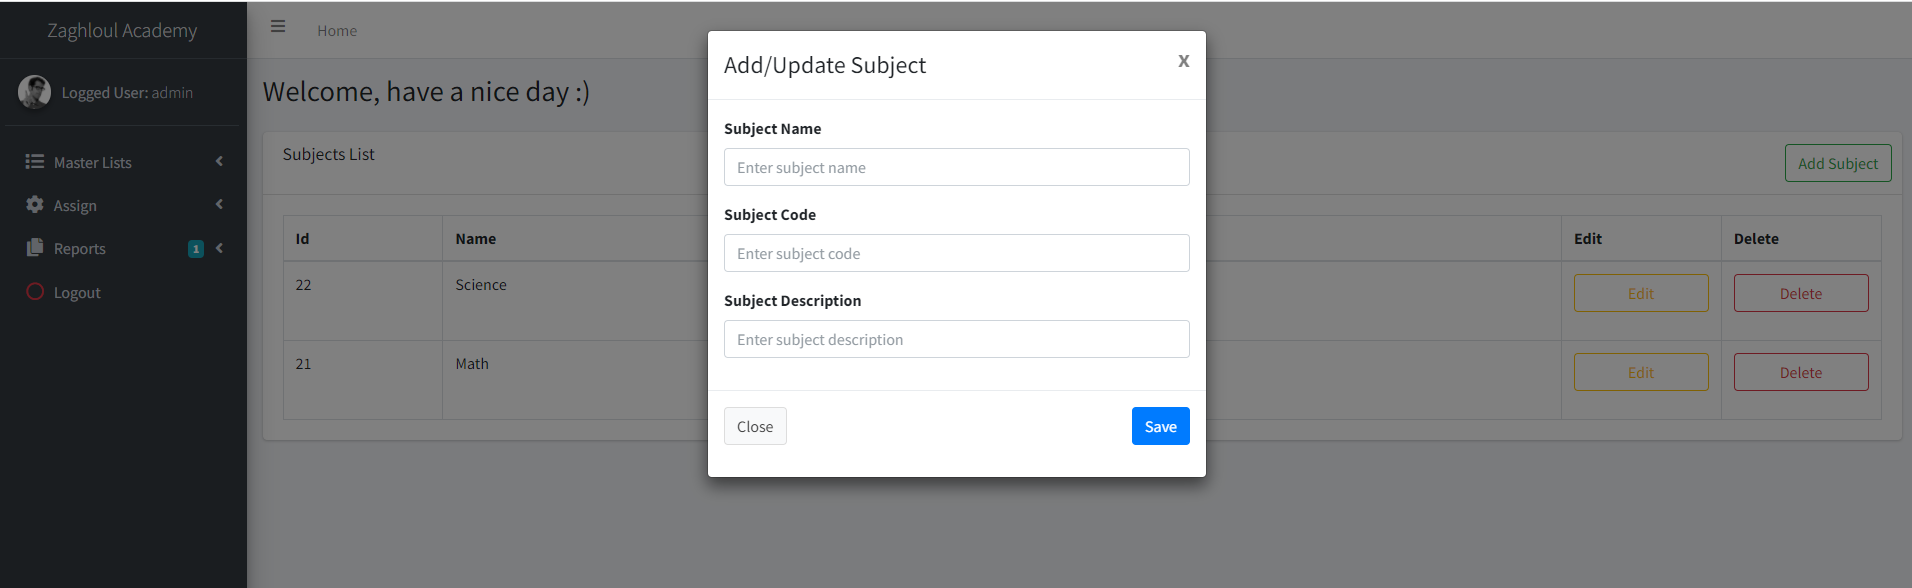 Zaghloul Academy
Logged User: admin
Master Lists
Assign
Reports 1
Logout
Home
Welcome, have a nice day :)
Subjects List
Add Subject
Id Name Edit Delete
22 Science Edit Delete
21 Math Edit Delete
Add/Update Subject x
Subject Name
Enter subject name
Subject Code
Enter subject code
Subject Description
Enter subject description
Close Save